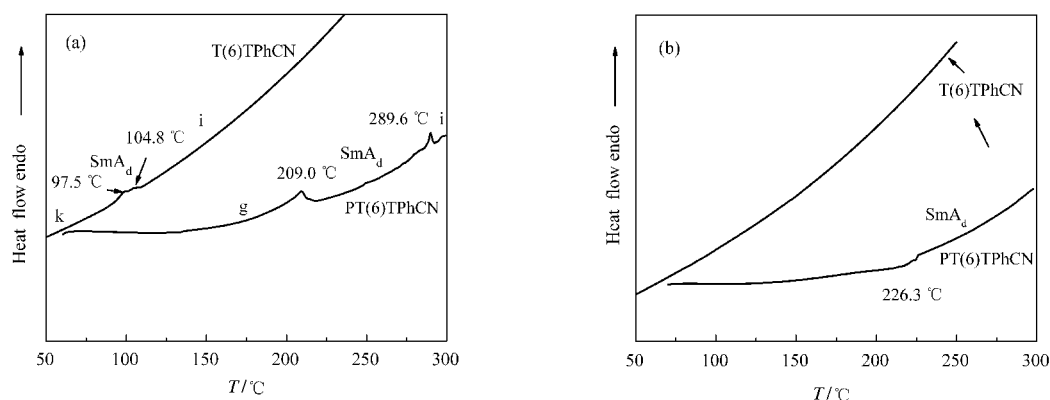 (a)
T(6)TPhCN
i
104.8 ℃
SmAd
97.5 ℃
k
289.6 ℃
i
SmAd
209.0 ℃
g
PT(6)TPhCN
Heat flow endo
50 100 150 200 250 300
T/℃
(b)
T(6)TPhCN
SmAd
PT(6)TPhCN
226.3 ℃
Heat flow endo
50 100 150 200 250 300
T/℃